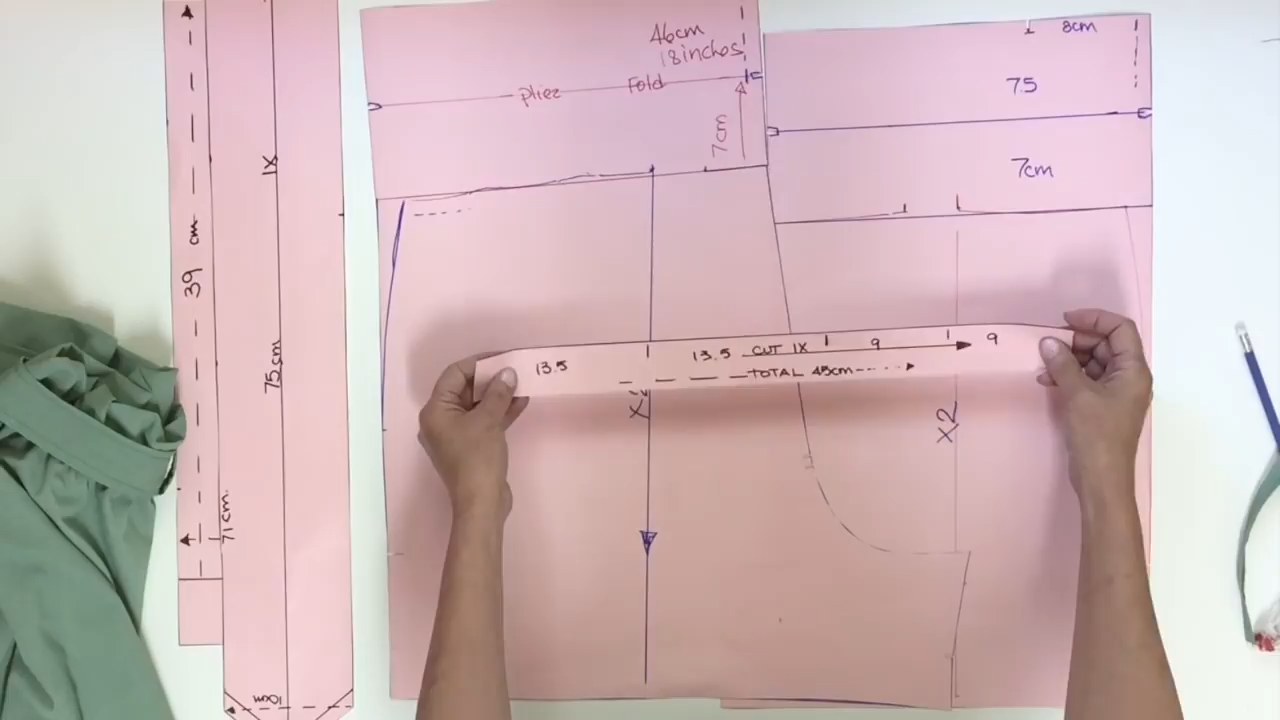 46cm
18inches
Pliez Fold
7cm
8cm
75
7cm
1X
39 cm
75cm
71cm.
10cm
13.5 13.5 CUT 1X 9 9
TOTAL 45cm
X2